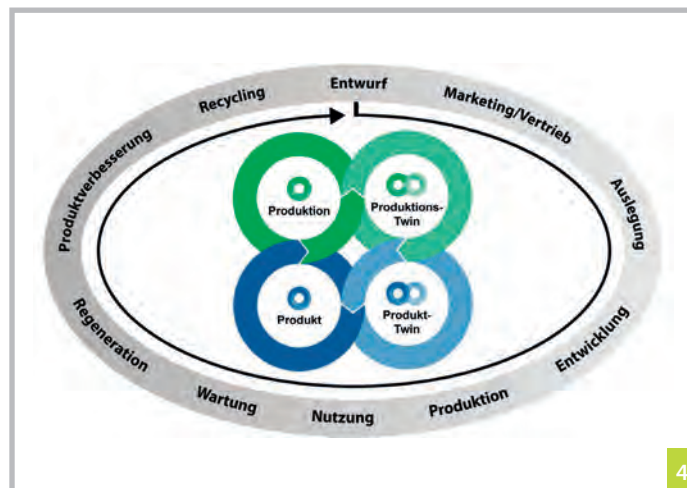 Entwurf
Marketing/Vertrieb
Auslegung
Entwicklung
Produktion
Nutzung
Wartung
Regeneration
Produktverbesserung
Recycling
Produktion
Produktions-
Twin
Produkt
Produkt-
Twin
4